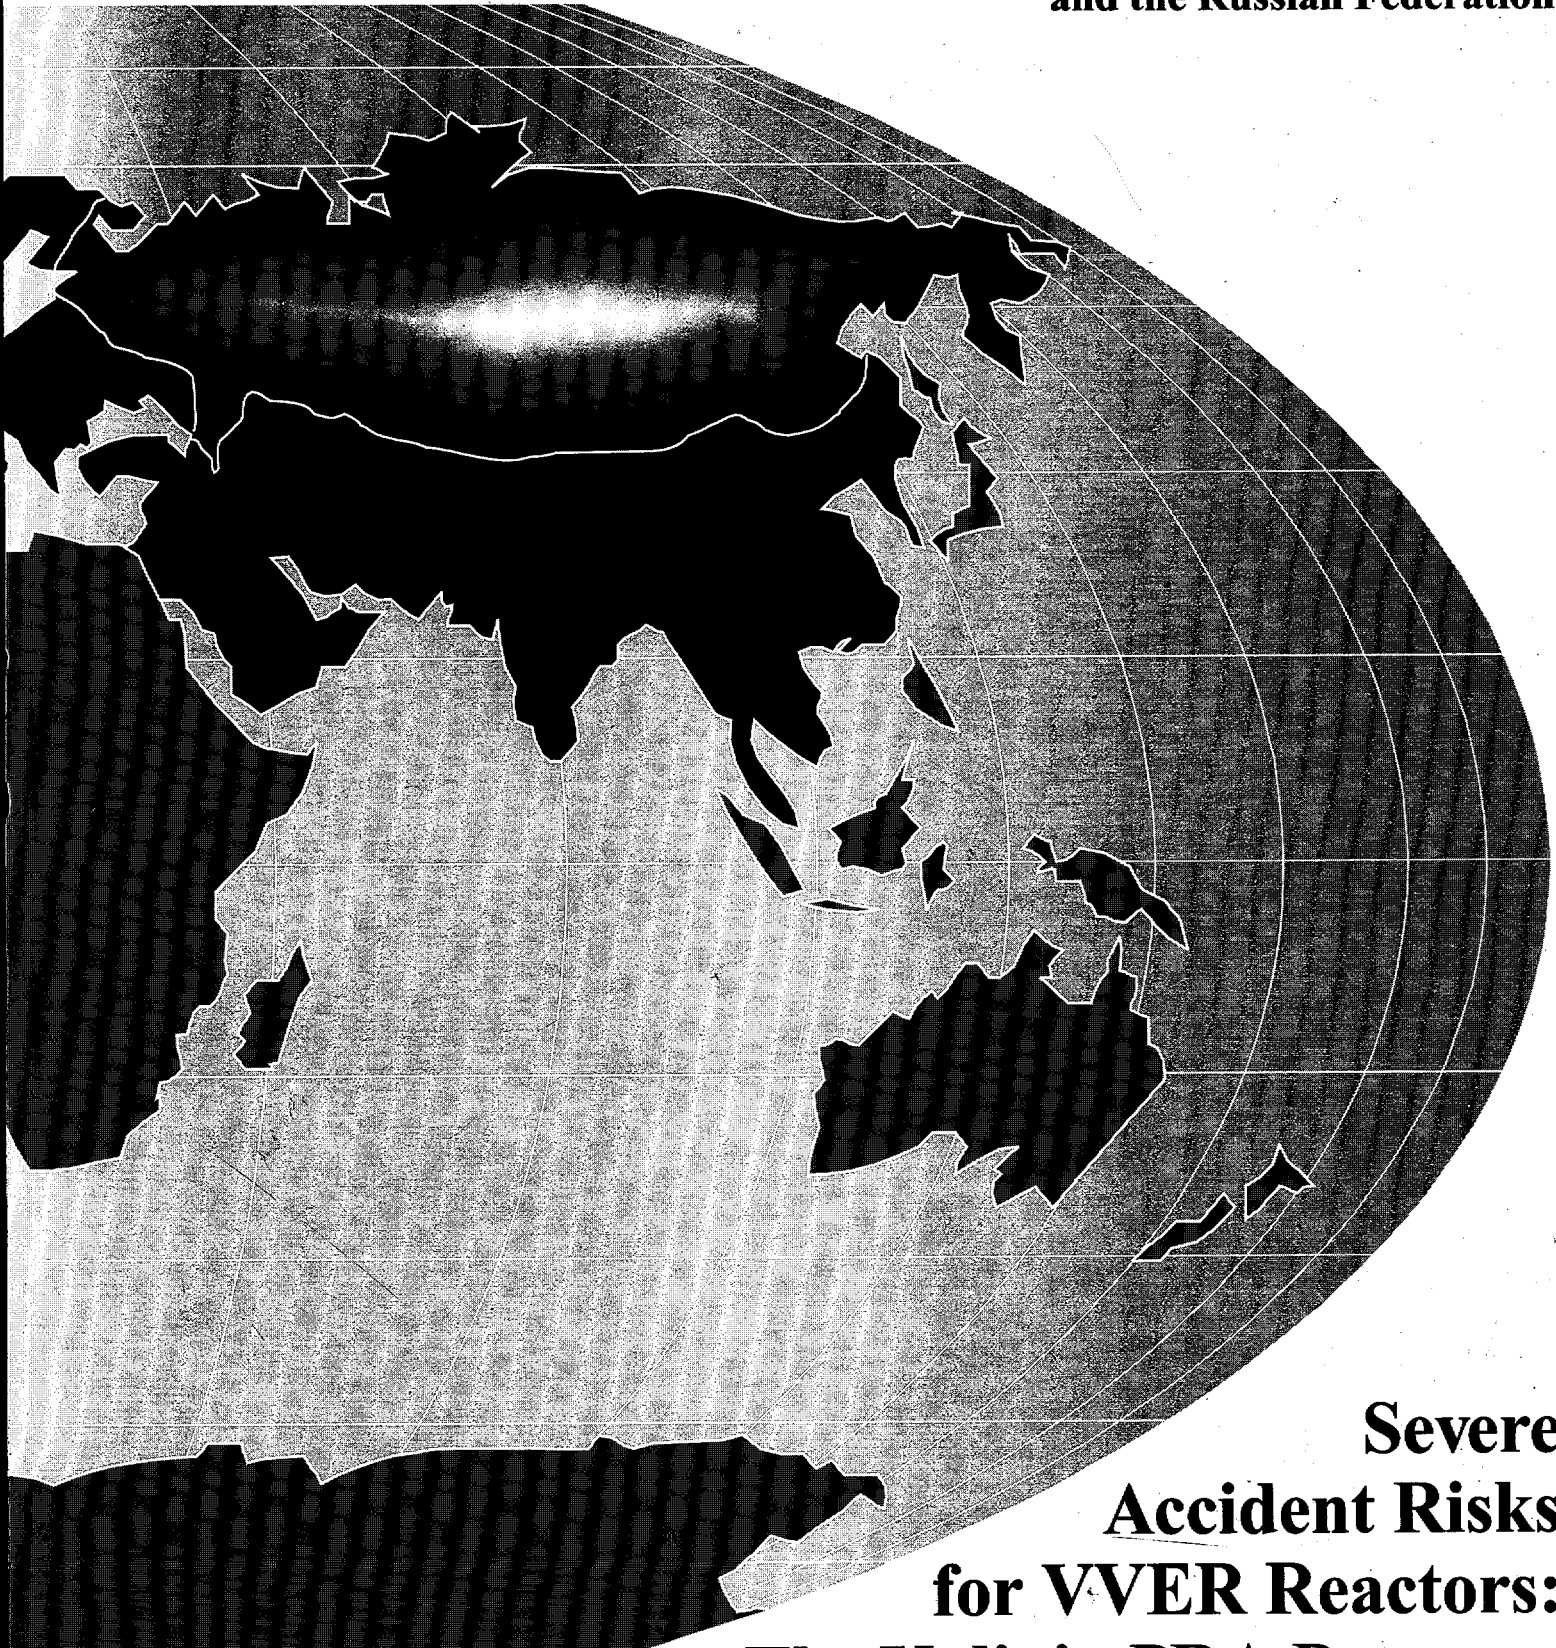 and the Russian Federation
Severe
Accident Risks
for VVER Reactors: